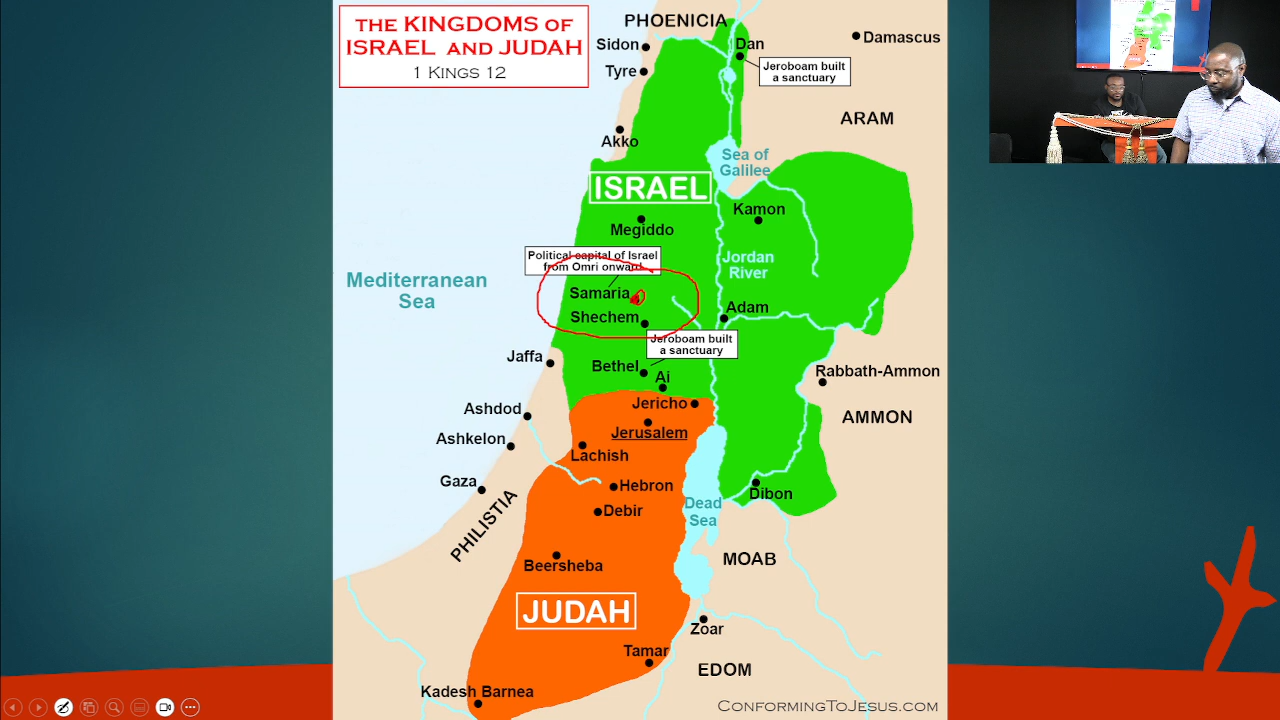 THE KINGDOMS OF
ISRAEL AND JUDAH
1 Kings 12
PHOENICIA
Sidon
Dan
Damascus
Tyre
Jeroboam built
a sanctuary
ARAM
Akko
Sea of
Galilee
ISRAEL
Kamon
Megiddo
Political capital of Israel
from Omri onward
Jordan
River
Mediterranean
Sea
Samaria
Shechem
Adam
Jeroboam built
a sanctuary
Jaffa
Bethel
Ai
Rabbath-Ammon
Jericho
Ashdod
AMMON
Jerusalem
Ashkelon
Lachish
Gaza
Hebron
Dibon
Debir
Dead
Sea
PHILISTIA
MOAB
Beersheba
JUDAH
Zoar
Tamar
EDOM
Kadesh Barnea
ConformingToJesus.com